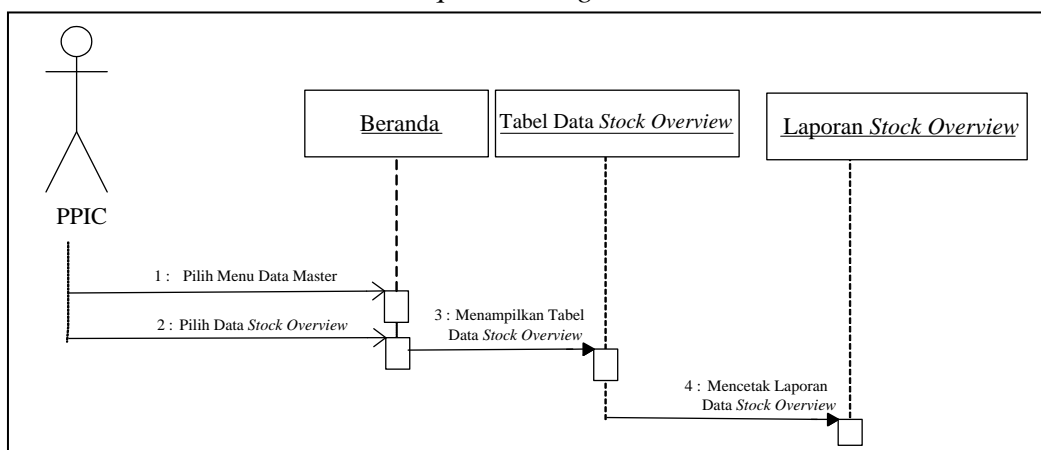 Beranda
Tabel Data Stock Overview
Laporan Stock Overview
PPIC
1 : Pilih Menu Data Master
2 : Pilih Data Stock Overview
3 : Menampilkan Tabel
Data Stock Overview
4 : Mencetak Laporan
Data Stock Overview